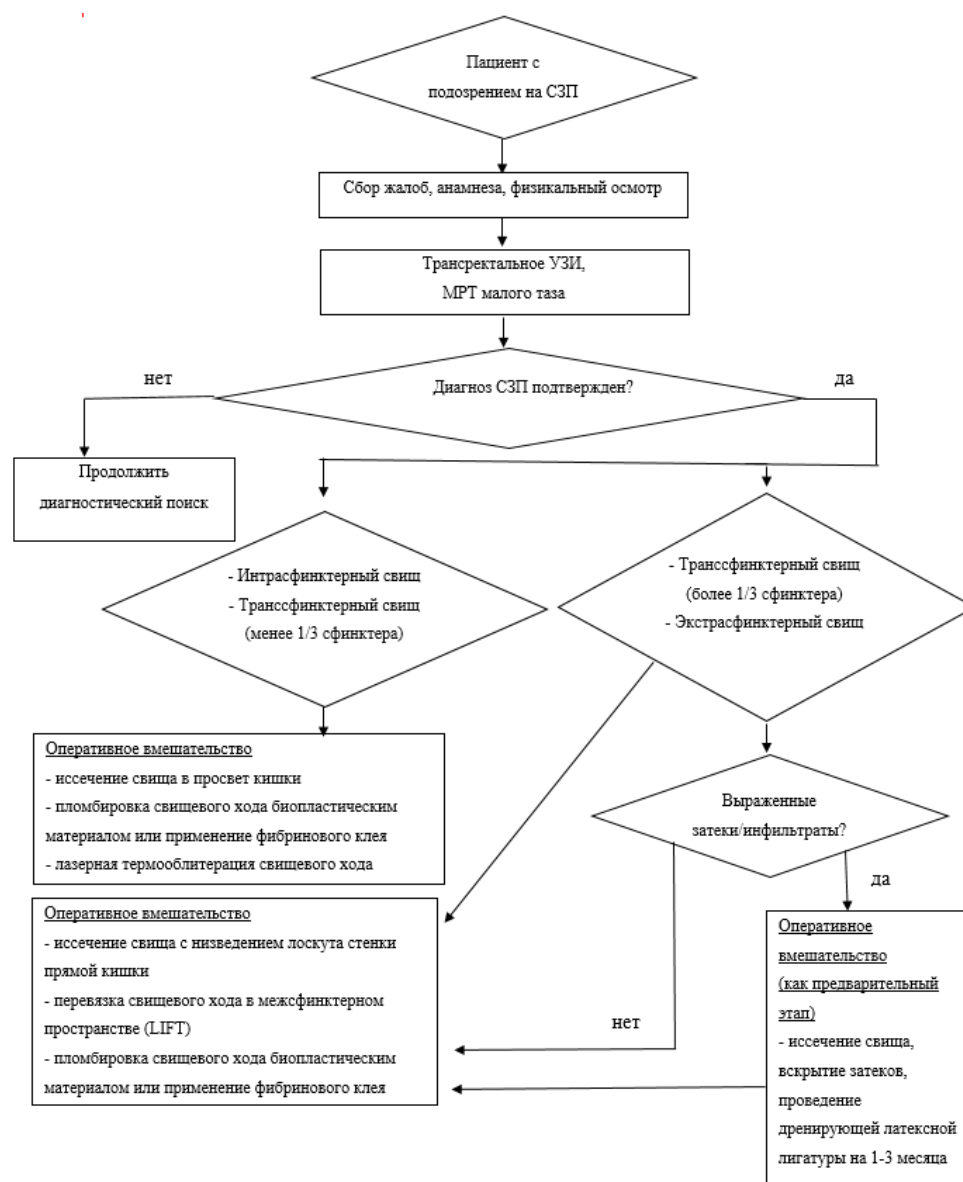 Пациент с
подозрением на СЗП
Сбор жалоб, анамнеза, физикальный осмотр
Трансректальное УЗИ,
МРТ малого таза
нет
Диагноз СЗП подтвержден?
да
Продолжить
диагностический поиск
- Интрасфинктерный свищ
- Транссфинктерный свищ
(менее 1/3 сфинктера)
- Транссфинктерный свищ
(более 1/3 сфинктера)
- Экстрасфинктерный свищ
Оперативное вмешательство
- иссечение свища в просвет кишки
- пломбировка свищевого хода биопластическим
материалом или применение фибринового клея
- лазерная термооблитерация свищевого хода
Выраженные
затеки/инфильтраты?
да
нет
Оперативное вмешательство
- иссечение свища с низведением лоскута стенки
прямой кишки
- перевязка свищевого хода в межсфинктерном
пространстве (LIFT)
- пломбировка свищевого хода биопластическим
материалом или применение фибринового клея
Оперативное
вмешательство
(как предварительный
этап)
- иссечение свища,
вскрытие затеков,
проведение
дренирующей латексной
лигатуры на 1-3 месяца